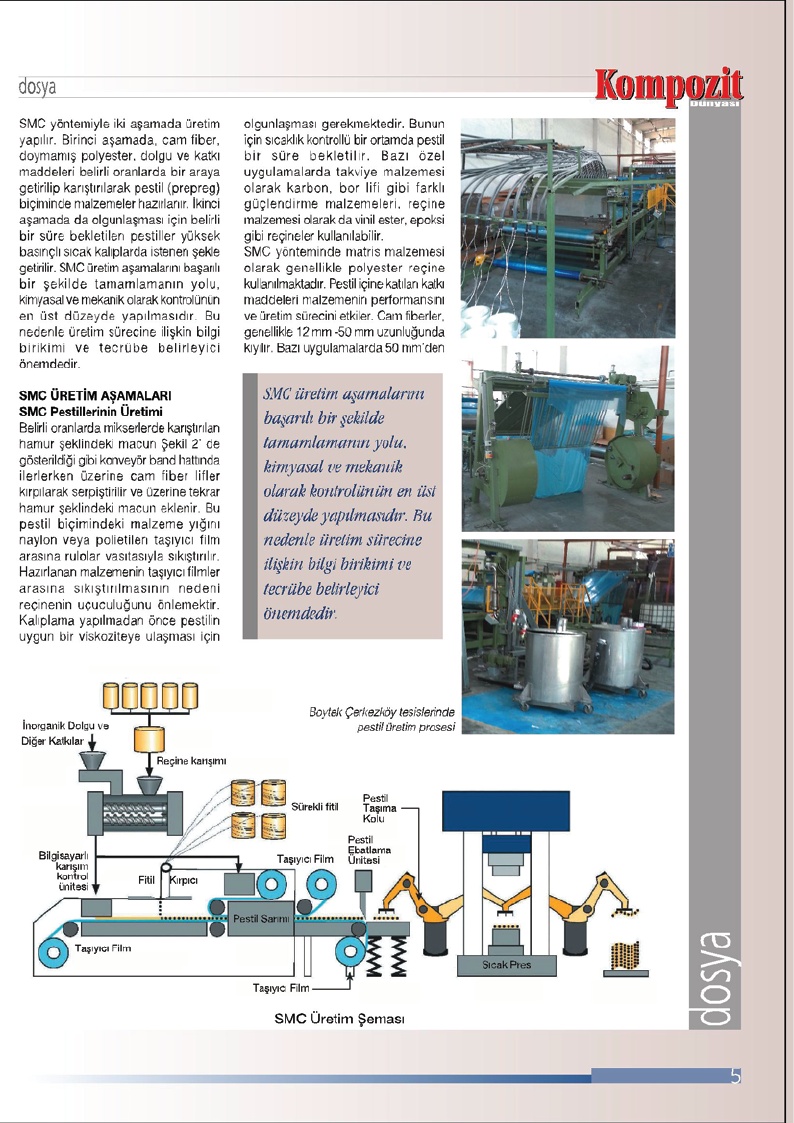 dosya
Kompozit
Dünyası
SMC yöntemiyle iki aşamada üretim
yapılır. Birinci aşamada, cam fiber,
doymamış polyester, dolgu ve katkı
maddeleri belirli oranlarda bir araya
getirilip karıştırılarak pestil (prepreg)
biçiminde malzemeler hazırlanır. İkinci
aşamada da olgunlaşması için belirli
bir süre bekletilen pestiller yüksek
basınçlı sıcak kalıplarda istenen şekle
getirilir. SMC üretim aşamalarını başarılı
bir şekilde tamamlamanın yolu,
kimyasal ve mekanik olarak kontrolünün
en üst düzeyde yapılmasıdır. Bu
nedenle üretim sürecine ilişkin bilgi
birikimi ve tecrübe belirleyici
önemdedir.
SMC ÜRETİM AŞAMALARI
SMC Pestillerinin Üretimi
Belirli oranlarda mikserlerde karıştırılan
hamur şeklindeki macun Şekil 2' de
gösterildiği gibi konveyör band hattında
ilerlerken üzerine cam fiber lifler
kırpılarak serpiştirilir ve üzerine tekrar
hamur şeklindeki macun eklenir. Bu
pestil biçimindeki malzeme yığını
naylon veya polietilen taşıyıcı film
arasına rulolar vasıtasıyla sıkıştırılır.
Hazırlanan malzemenin taşıyıcı filmler
arasına sıkıştırılmasının nedeni
reçinenin uçuculuğunu önlemektir.
Kalıplama yapılmadan önce pestilin
uygun bir viskoziteye ulaşması için
olgunlaşması gerekmektedir. Bunun
için sıcaklık kontrollü bir ortamda pestil
bir süre bekletilir. Bazı özel
uygulamalarda takviye malzemesi
olarak karbon, bor lifi gibi farklı
güçlendirme malzemeleri, reçine
malzemesi olarak da vinil ester, epoksi
gibi reçineler kullanılabilir.
SMC yönteminde matris malzemesi
olarak genellikle polyester reçine
kullanılmaktadır. Pestil içine katılan katkı
maddeleri malzemenin performansını
ve üretim sürecini etkiler. Cam fiberler,
genellikle 12 mm -50 mm uzunluğunda
kıyılır. Bazı uygulamalarda 50 mm'den
SMC üretim aşamalarını
başarılı bir şekilde
tamamlamanın yolu,
kimyasal ve mekanik
olarak kontrolünün en üst
düzeyde yapılmasıdır. Bu
nedenle üretim sürecine
ilişkin bilgi birikimi ve
tecrübe belirleyici
önemdedir.
Boytek Çerkezköy tesislerinde
pestil üretim prosesi
İnorganik Dolgu ve
Diğer Katkılar
Reçine karışımı
Sürekli fitil
Pestil
Taşıma
Kolu
Pestil
Ebatlama
Ünitesi
Bilgisayarlı
karışım
kontrol
ünitesi
Fitil
Kırpıcı
Taşıyıcı Film
Pestil Sarımı
Taşıyıcı Film
Taşıyıcı Film
Sıcak Pres
SMC Üretim Şeması
dosya
5